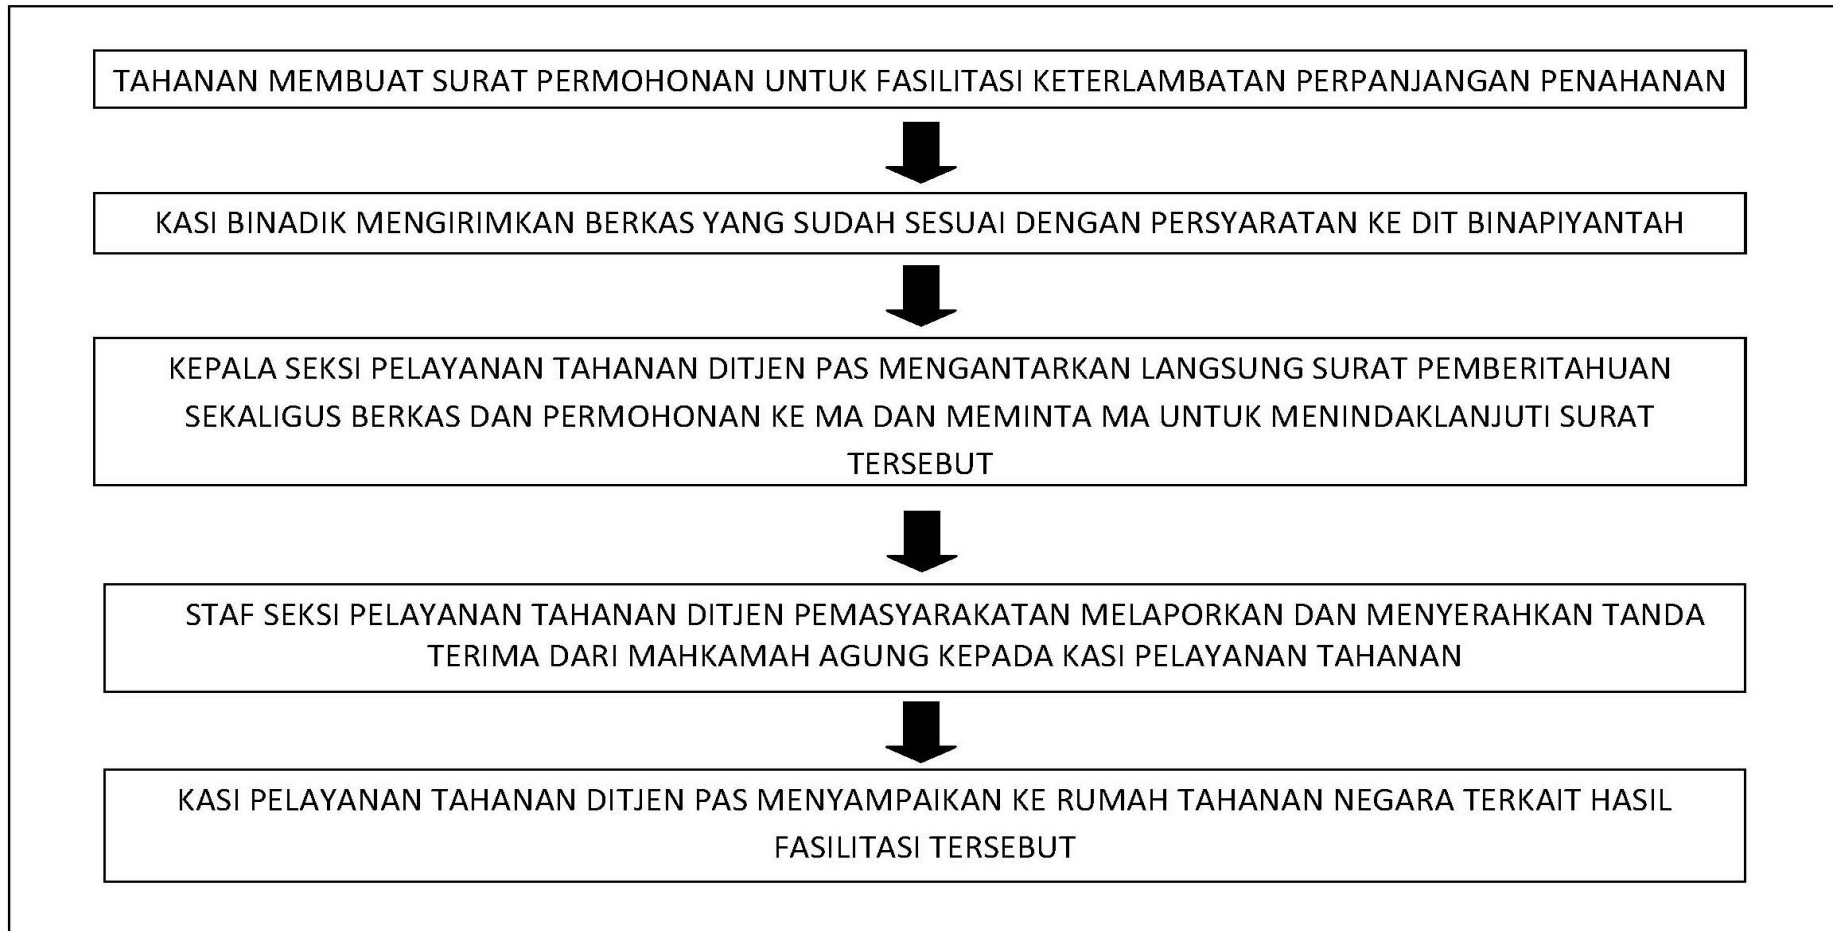 TAHANAN MEMBUAT SURAT PERMOHONAN UNTUK FASILITASI KETERLAMBATAN PERPANJANGAN PENAHANAN
KASI BINADIK MENGIRIMKAN BERKAS YANG SUDAH SESUAI DENGAN PERSYARATAN KE DIT BINAPIYANTAH
KEPALA SEKSI PELAYANAN TAHANAN DITJEN PAS MENGANTARKAN LANGSUNG SURAT PEMBERITAHUAN
SEKALIGUS BERKAS DAN PERMOHONAN KE MA DAN MEMINTA MA UNTUK MENINDAKLANJUTI SURAT
TERSEBUT
STAF SEKSI PELAYANAN TAHANAN DITJEN PEMASYARAKATAN MELAPORKAN DAN MENYERAHKAN TANDA
TERIMA DARI MAHKAMAH AGUNG KEPADA KASI PELAYANAN TAHANAN
KASI PELAYANAN TAHANAN DITJEN PAS MENYAMPAIKAN KE RUMAH TAHANAN NEGARA TERKAIT HASIL
FASILITASI TERSEBUT